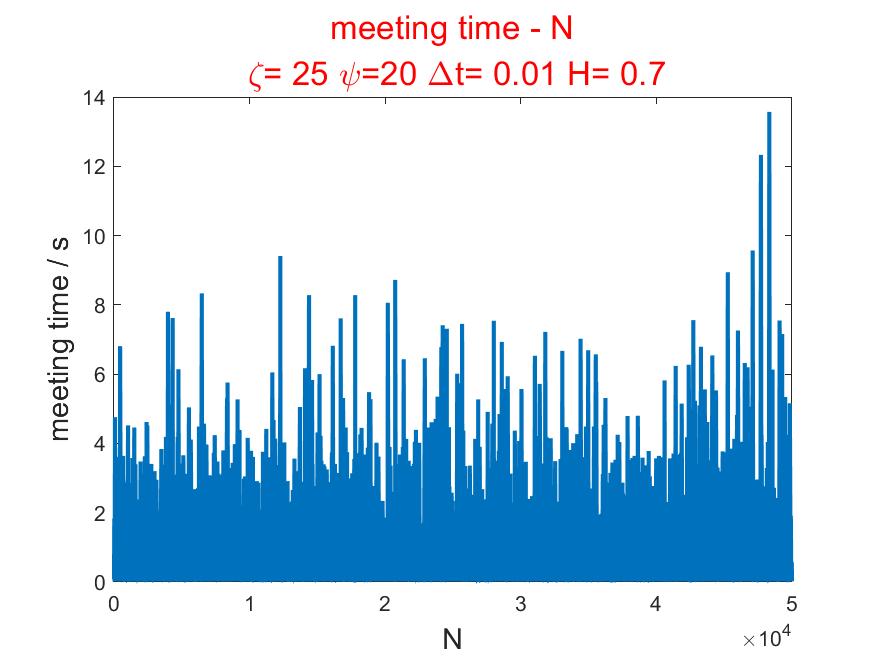 meeting time - N
ζ= 25 ψ=20 Δt= 0.01 H= 0.7
14
12
10
8
6
4
2
0
meeting time / s
0 1 2 3 4 5
N
×10⁴